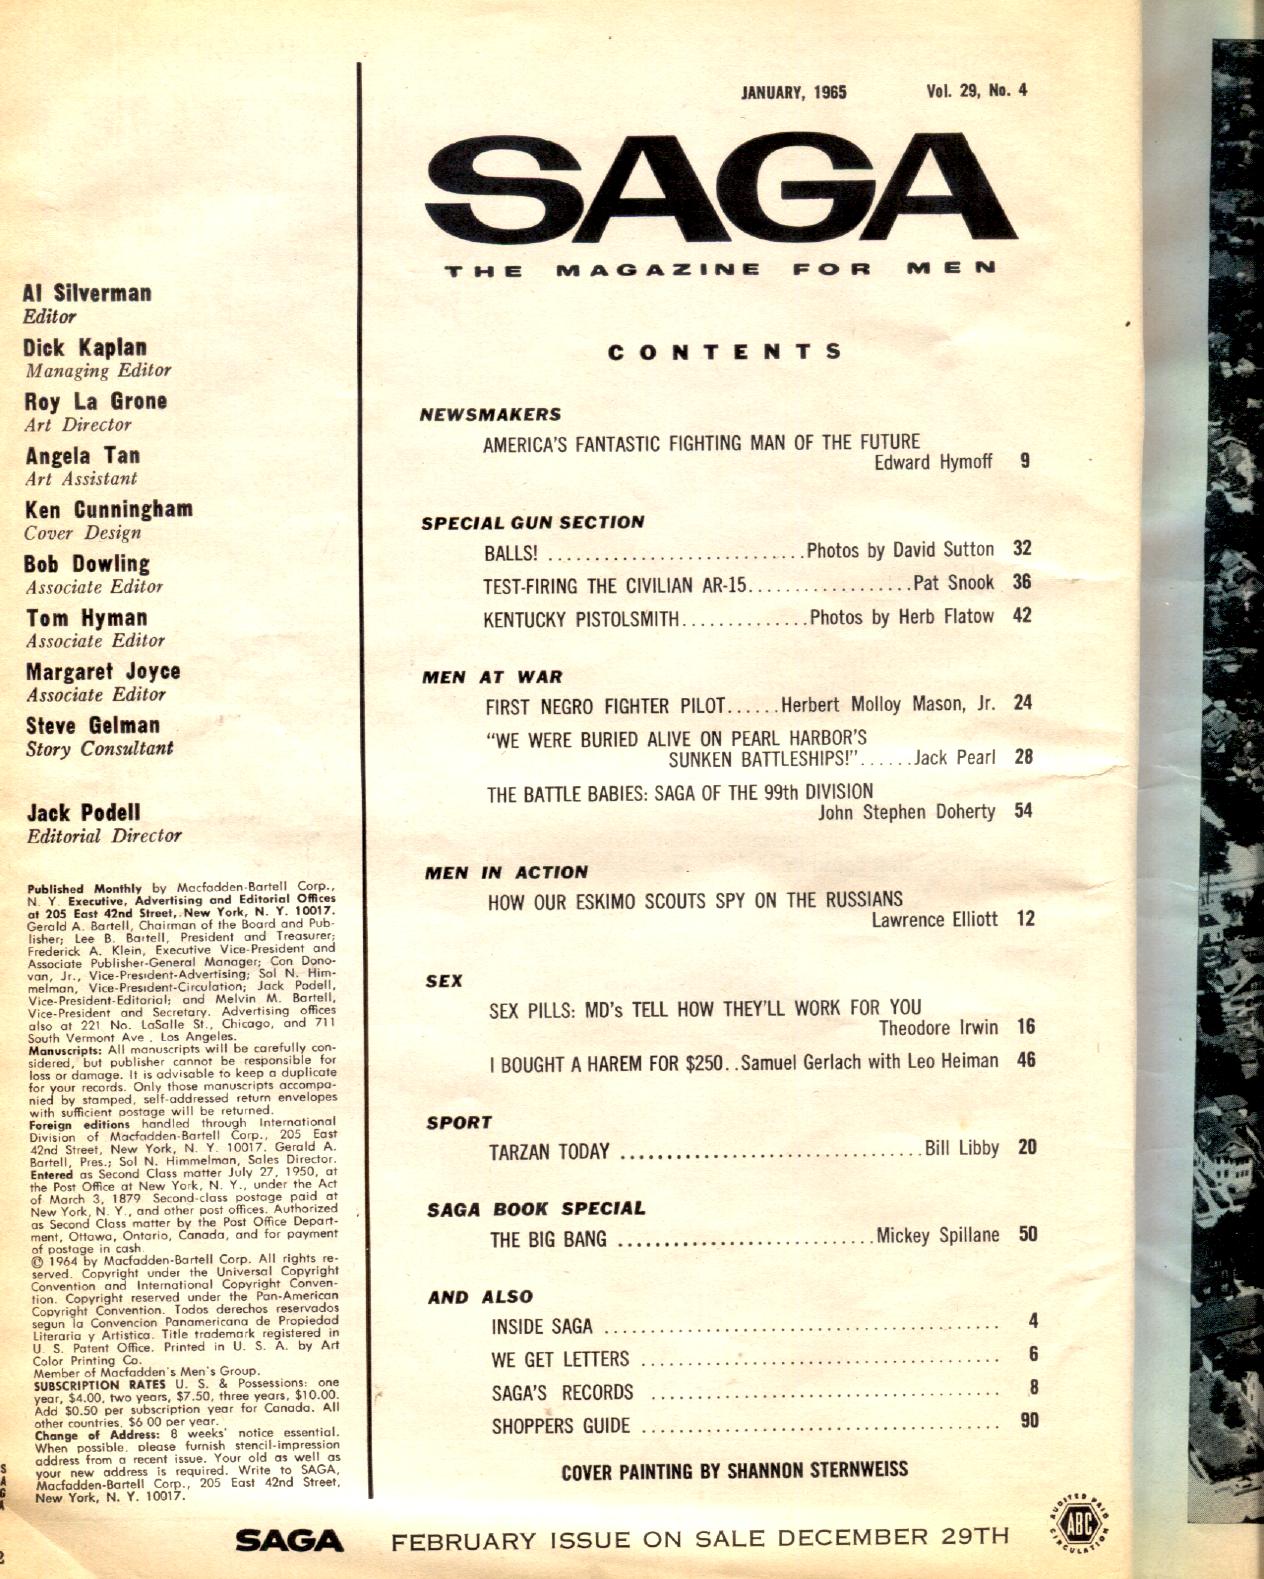 JANUARY, 1965 Vol. 29, No. 4
SAGA
THE MAGAZINE FOR MEN
CONTENTS
Al Silverman
Editor
Dick Kaplan
Managing Editor
Roy La Grone
Art Director
Angela Tan
Art Assistant
Ken Cunningham
Cover Design
Bob Dowling
Associate Editor
Tom Hyman
Associate Editor
Margaret Joyce
Associate Editor
Steve Gelman
Story Consultant
Jack Podell
Editorial Director
Published Monthly by Macfadden-Bartell Corp.,
N. Y. Executive, Advertising and Editorial Offices
at 205 East 42nd Street, New York, N. Y. 10017.
Gerald A. Bartell, Chairman of the Board and Pub-
lisher; Lee B. Bartell, President and Treasurer;
Frederick A. Klein, Executive Vice-President and
Associate Publisher-General Manager; Con Dono-
van, Jr., Vice-President-Advertising; Sol N. Him-
melman, Vice-President-Circulation; Jack Podell,
Vice-President-Editorial; and Melvin M. Bartell,
Vice-President and Secretary. Advertising offices
also at 221 No. LaSalle St., Chicago, and 711
South Vermont Ave., Los Angeles.
Manuscripts: All manuscripts will be carefully con-
sidered, but publisher cannot be responsible for
loss or damage. It is advisable to keep a duplicate
for your records. Only those manuscripts accompa-
nied by stamped, self-addressed return envelopes
with sufficient postage will be returned.
Foreign editions handled through International
Division of Macfadden-Bartell Corp., 205 East
42nd Street, New York, N. Y. 10017. Gerald A.
Bartell, Pres.; Sol N. Himmelman, Sales Director.
Entered as Second Class matter July 27, 1950, at
the Post Office at New York, N. Y., under the Act
of March 3, 1879 Second-class postage paid at
New York, N. Y., and other post offices. Authorized
as Second Class matter by the Post Office Depart-
ment, Ottawa, Ontario, Canada, and for payment
of postage in cash.
© 1964 by Macfadden-Bartell Corp. All rights re-
served. Copyright under the Universal Copyright
Convention and International Copyright Conven-
tion. Copyright reserved under the Pan-American
Copyright Convention. Todos derechos reservados
segun la Convencion Panamericana de Propiedad
Literaria y Artistica. Title trademark registered in
U. S. Patent Office. Printed in U. S. A. by Art
Color Printing Co.
Member of Macfadden's Men's Group.
SUBSCRIPTION RATES U. S. & Possessions: one
year, $4.00, two years, $7.50, three years, $10.00.
Add $0.50 per subscription year for Canada. All
other countries, $6.00 per year.
Change of Address: 8 weeks' notice essential.
When possible, please furnish stencil-impression
address from a recent issue. Your old as well as
your new address is required. Write to SAGA,
Macfadden-Bartell Corp., 205 East 42nd Street,
New York, N. Y. 10017.
S
A
G
A
2
NEWSMAKERS
AMERICA'S FANTASTIC FIGHTING MAN OF THE FUTURE
Edward Hymoff 9
SPECIAL GUN SECTION
BALLS! ............................Photos by David Sutton 32
TEST-FIRING THE CIVILIAN AR-15..................Pat Snook 36
KENTUCKY PISTOLSMITH..............Photos by Herb Flatow 42
MEN AT WAR
FIRST NEGRO FIGHTER PILOT......Herbert Molloy Mason, Jr. 24
"WE WERE BURIED ALIVE ON PEARL HARBOR'S
SUNKEN BATTLESHIPS!"......Jack Pearl 28
THE BATTLE BABIES: SAGA OF THE 99th DIVISION
John Stephen Doherty 54
MEN IN ACTION
HOW OUR ESKIMO SCOUTS SPY ON THE RUSSIANS
Lawrence Elliott 12
SEX
SEX PILLS: MD's TELL HOW THEY'LL WORK FOR YOU
Theodore Irwin 16
I BOUGHT A HAREM FOR $250..Samuel Gerlach with Leo Heiman 46
SPORT
TARZAN TODAY .................................Bill Libby 20
SAGA BOOK SPECIAL
THE BIG BANG ............................Mickey Spillane 50
AND ALSO
INSIDE SAGA ........................................... 4
WE GET LETTERS ....................................... 6
SAGA'S RECORDS ...................................... 8
SHOPPERS GUIDE ....................................... 90
COVER PAINTING BY SHANNON STERNWEISS
SAGA FEBRUARY ISSUE ON SALE DECEMBER 29TH
AUDITED PAID
ABC
CIRCULATION